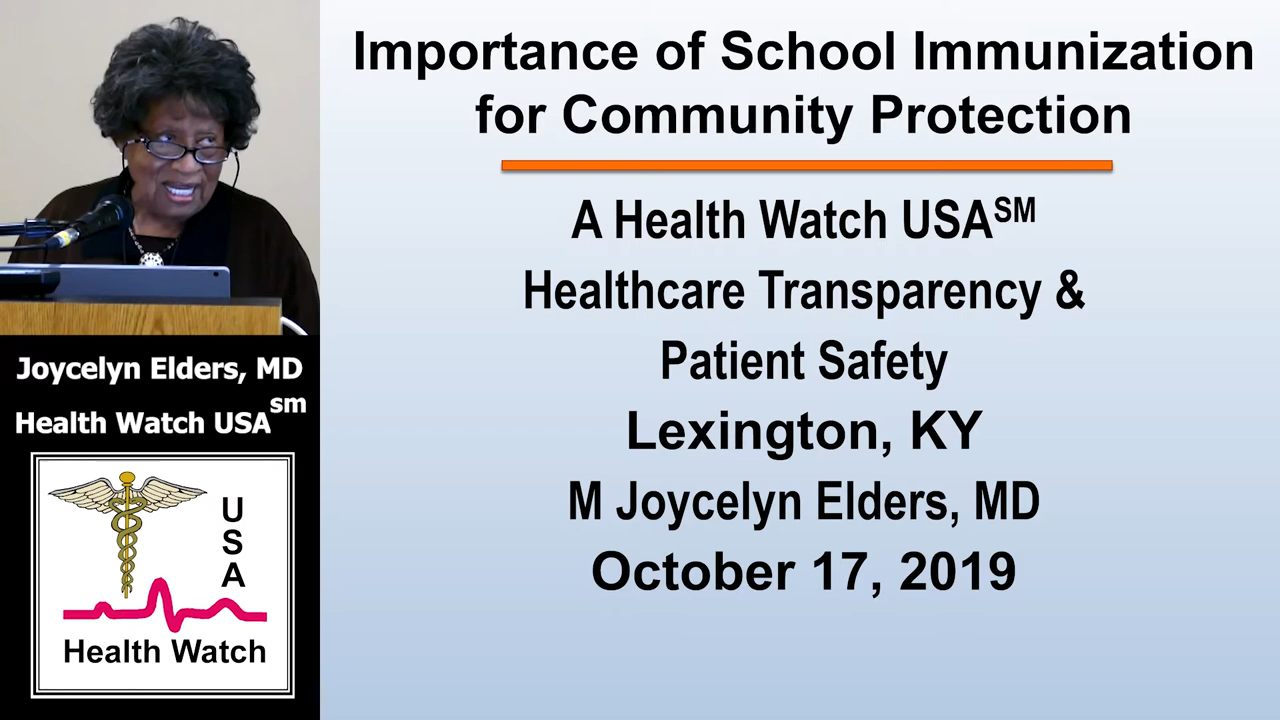 Importance of School Immunization
for Community Protection
A Health Watch USASM
Healthcare Transparency &
Patient Safety
Lexington, KY
M Joycelyn Elders, MD
October 17, 2019
Joycelyn Elders, MD
Health Watch USAsm
U
S
A
Health Watch